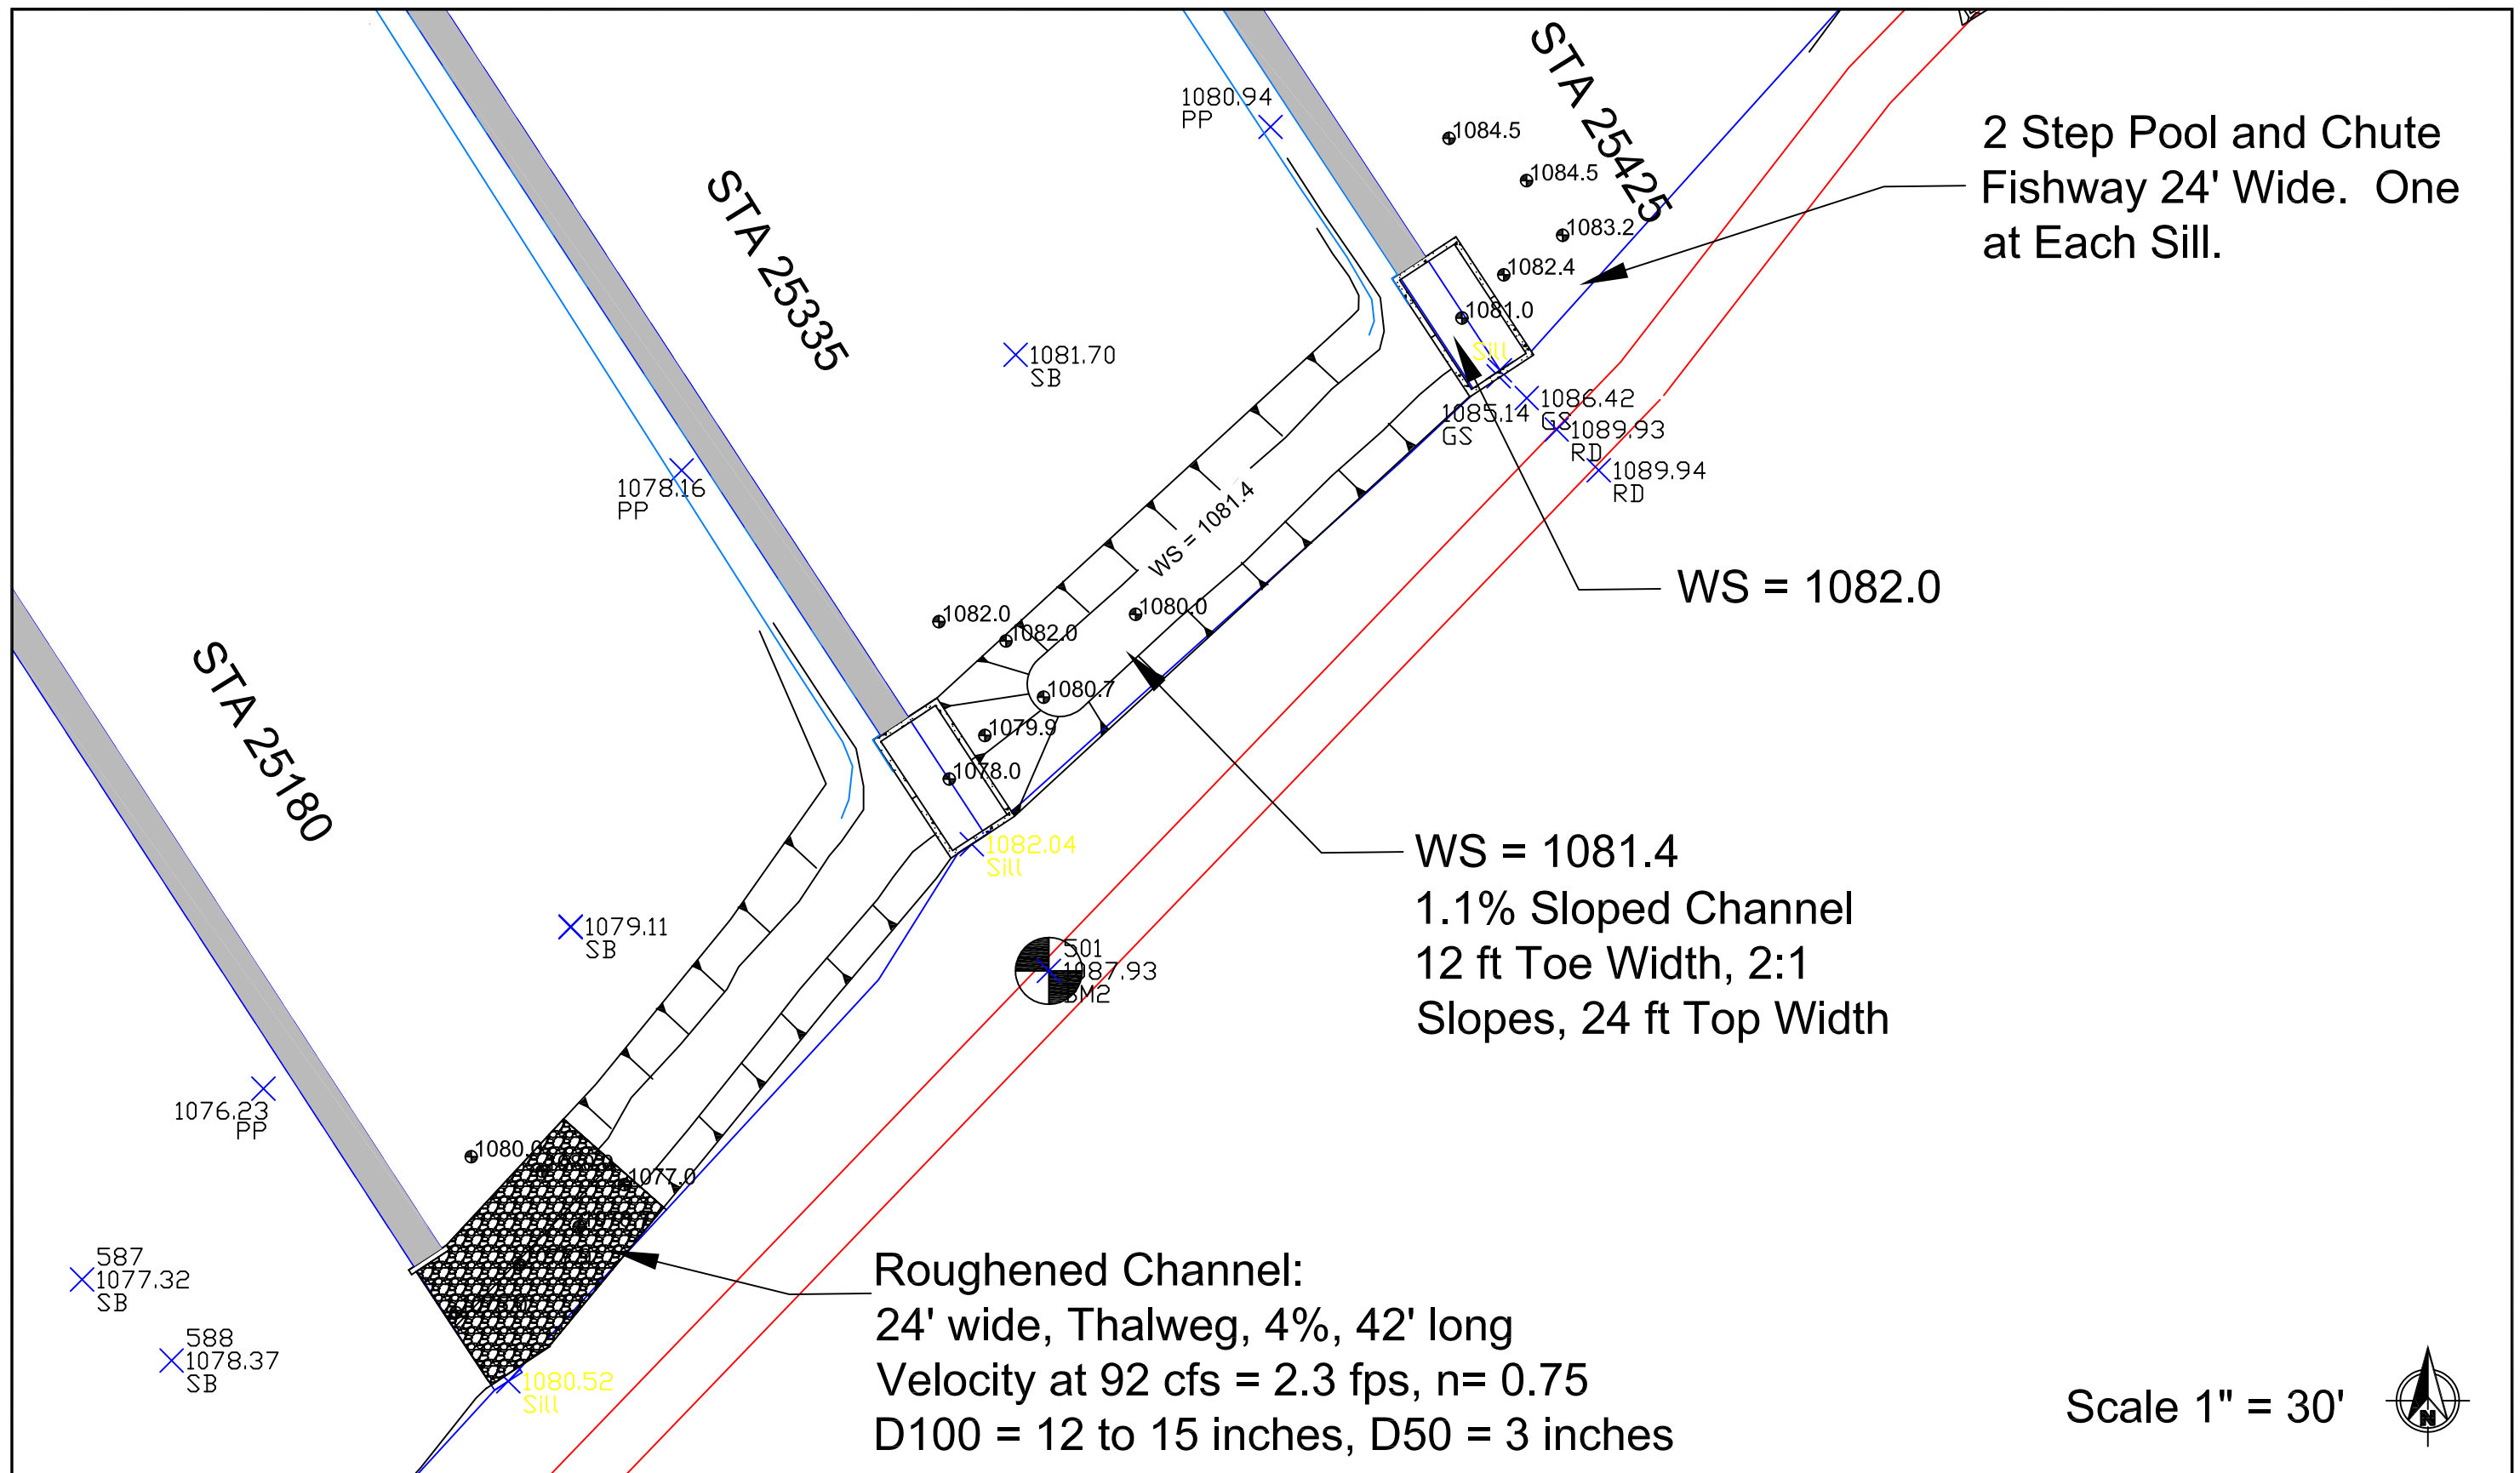 STA 25425
1080.94
PP
1084.5
1084.5
1083.2
1082.4
1081.0
Sill
2 Step Pool and Chute
Fishway 24' Wide.  One
at Each Sill.
STA 25335
1081.70
SB
1086.42
GS
1085.14
GS
1089.93
RD
1089.94
RD
1078.16
PP
WS = 1081.4
WS = 1082.0
1082.0
1082.0
1080.0
1080.7
1079.9
1078.0
STA 25180
1082.04
Sill
WS = 1081.4
1.1% Sloped Channel
12 ft Toe Width, 2:1
Slopes, 24 ft Top Width
1079.11
SB
501
1087.93
BM2
1076.23
PP
1080.0
1077.0
587
1077.32
SB
588
1078.37
SB
1080.52
Sill
Roughened Channel:
24' wide, Thalweg, 4%, 42' long
Velocity at 92 cfs = 2.3 fps, n= 0.75
D100 = 12 to 15 inches, D50 = 3 inches
Scale 1" = 30'
N